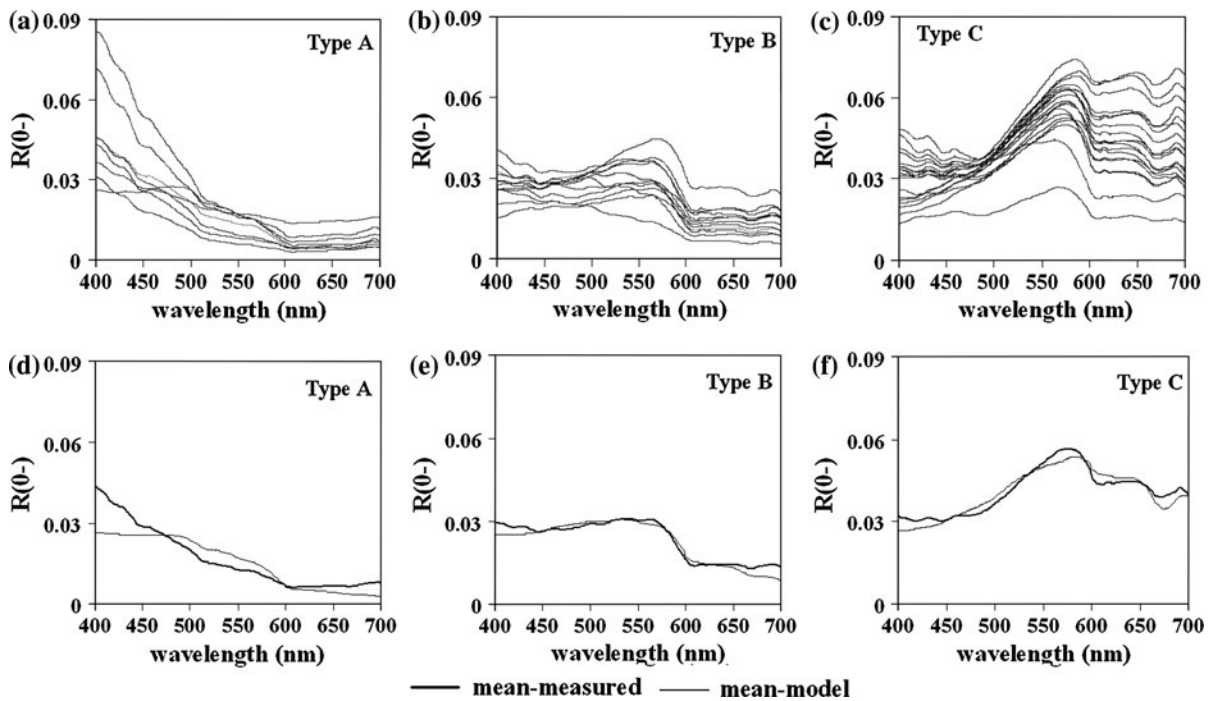 (a)
0.09
Type A
0.06
R(0-)
0.03
0
400 450 500 550 600 650 700
wavelength (nm)
(b)
0.09
Type B
0.06
R(0-)
0.03
0
400 450 500 550 600 650 700
wavelength (nm)
(c)
0.09
Type C
0.06
R(0-)
0.03
0
400 450 500 550 600 650 700
wavelength (nm)
(d)
0.09
Type A
0.06
R(0-)
0.03
0
400 450 500 550 600 650 700
wavelength (nm)
(e)
0.09
Type B
0.06
R(0-)
0.03
0
400 450 500 550 600 650 700
wavelength (nm)
(f)
0.09
Type C
0.06
R(0-)
0.03
0
400 450 500 550 600 650 700
wavelength (nm)
mean-measured mean-model